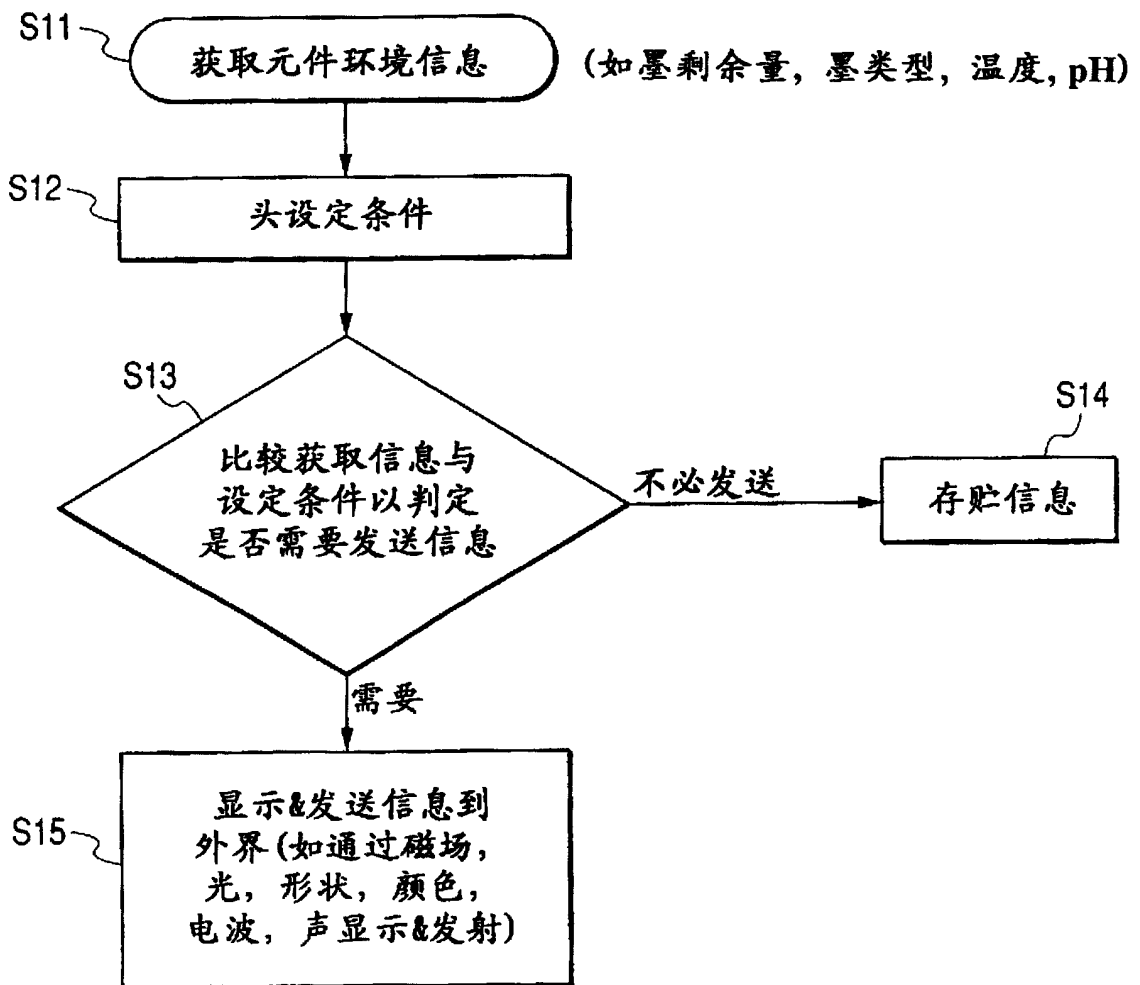 S11
获取元件环境信息
(如墨剩余量, 墨类型, 温度, pH)
S12
头设定条件
S13
比较获取信息与
设定条件以判定
是否需要发送信息
不必发送
S14
存贮信息
需要
S15
显示&发送信息到
外界(如通过磁场,
光, 形状, 颜色,
电波, 声显示&发射)